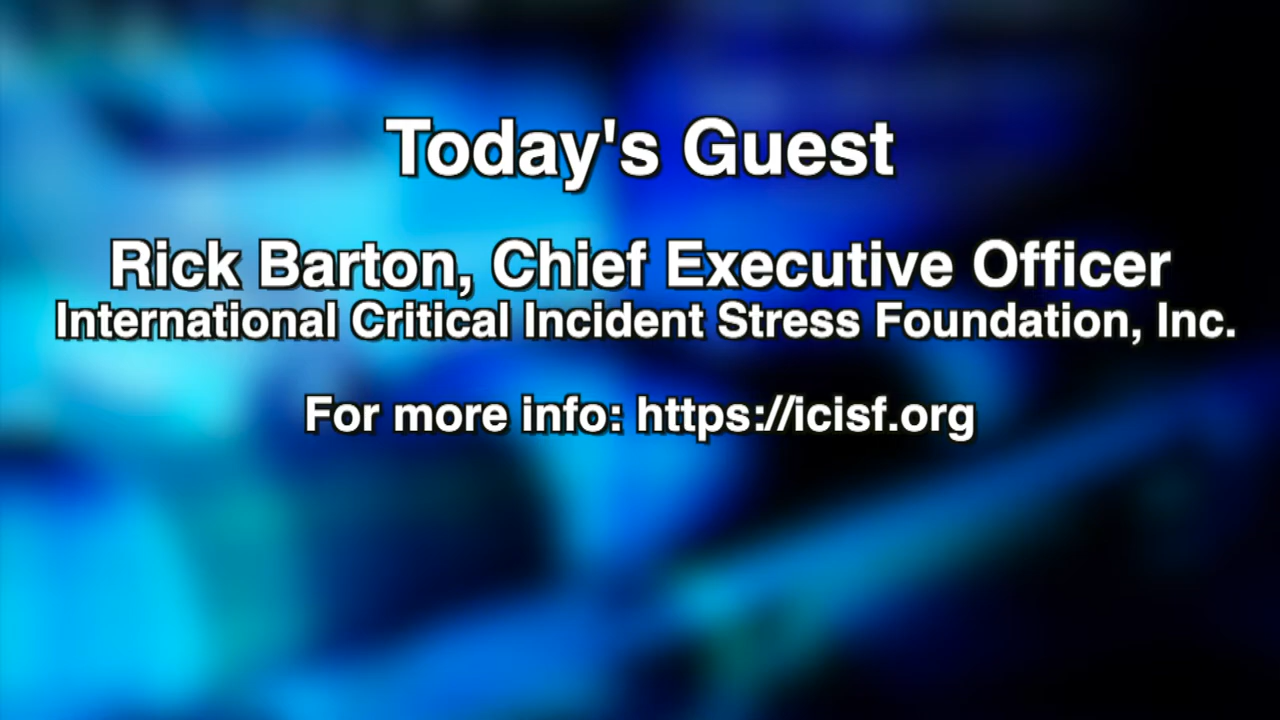 Today's Guest
Rick Barton, Chief Executive Officer
International Critical Incident Stress Foundation, Inc.
For more info: https://icisf.org